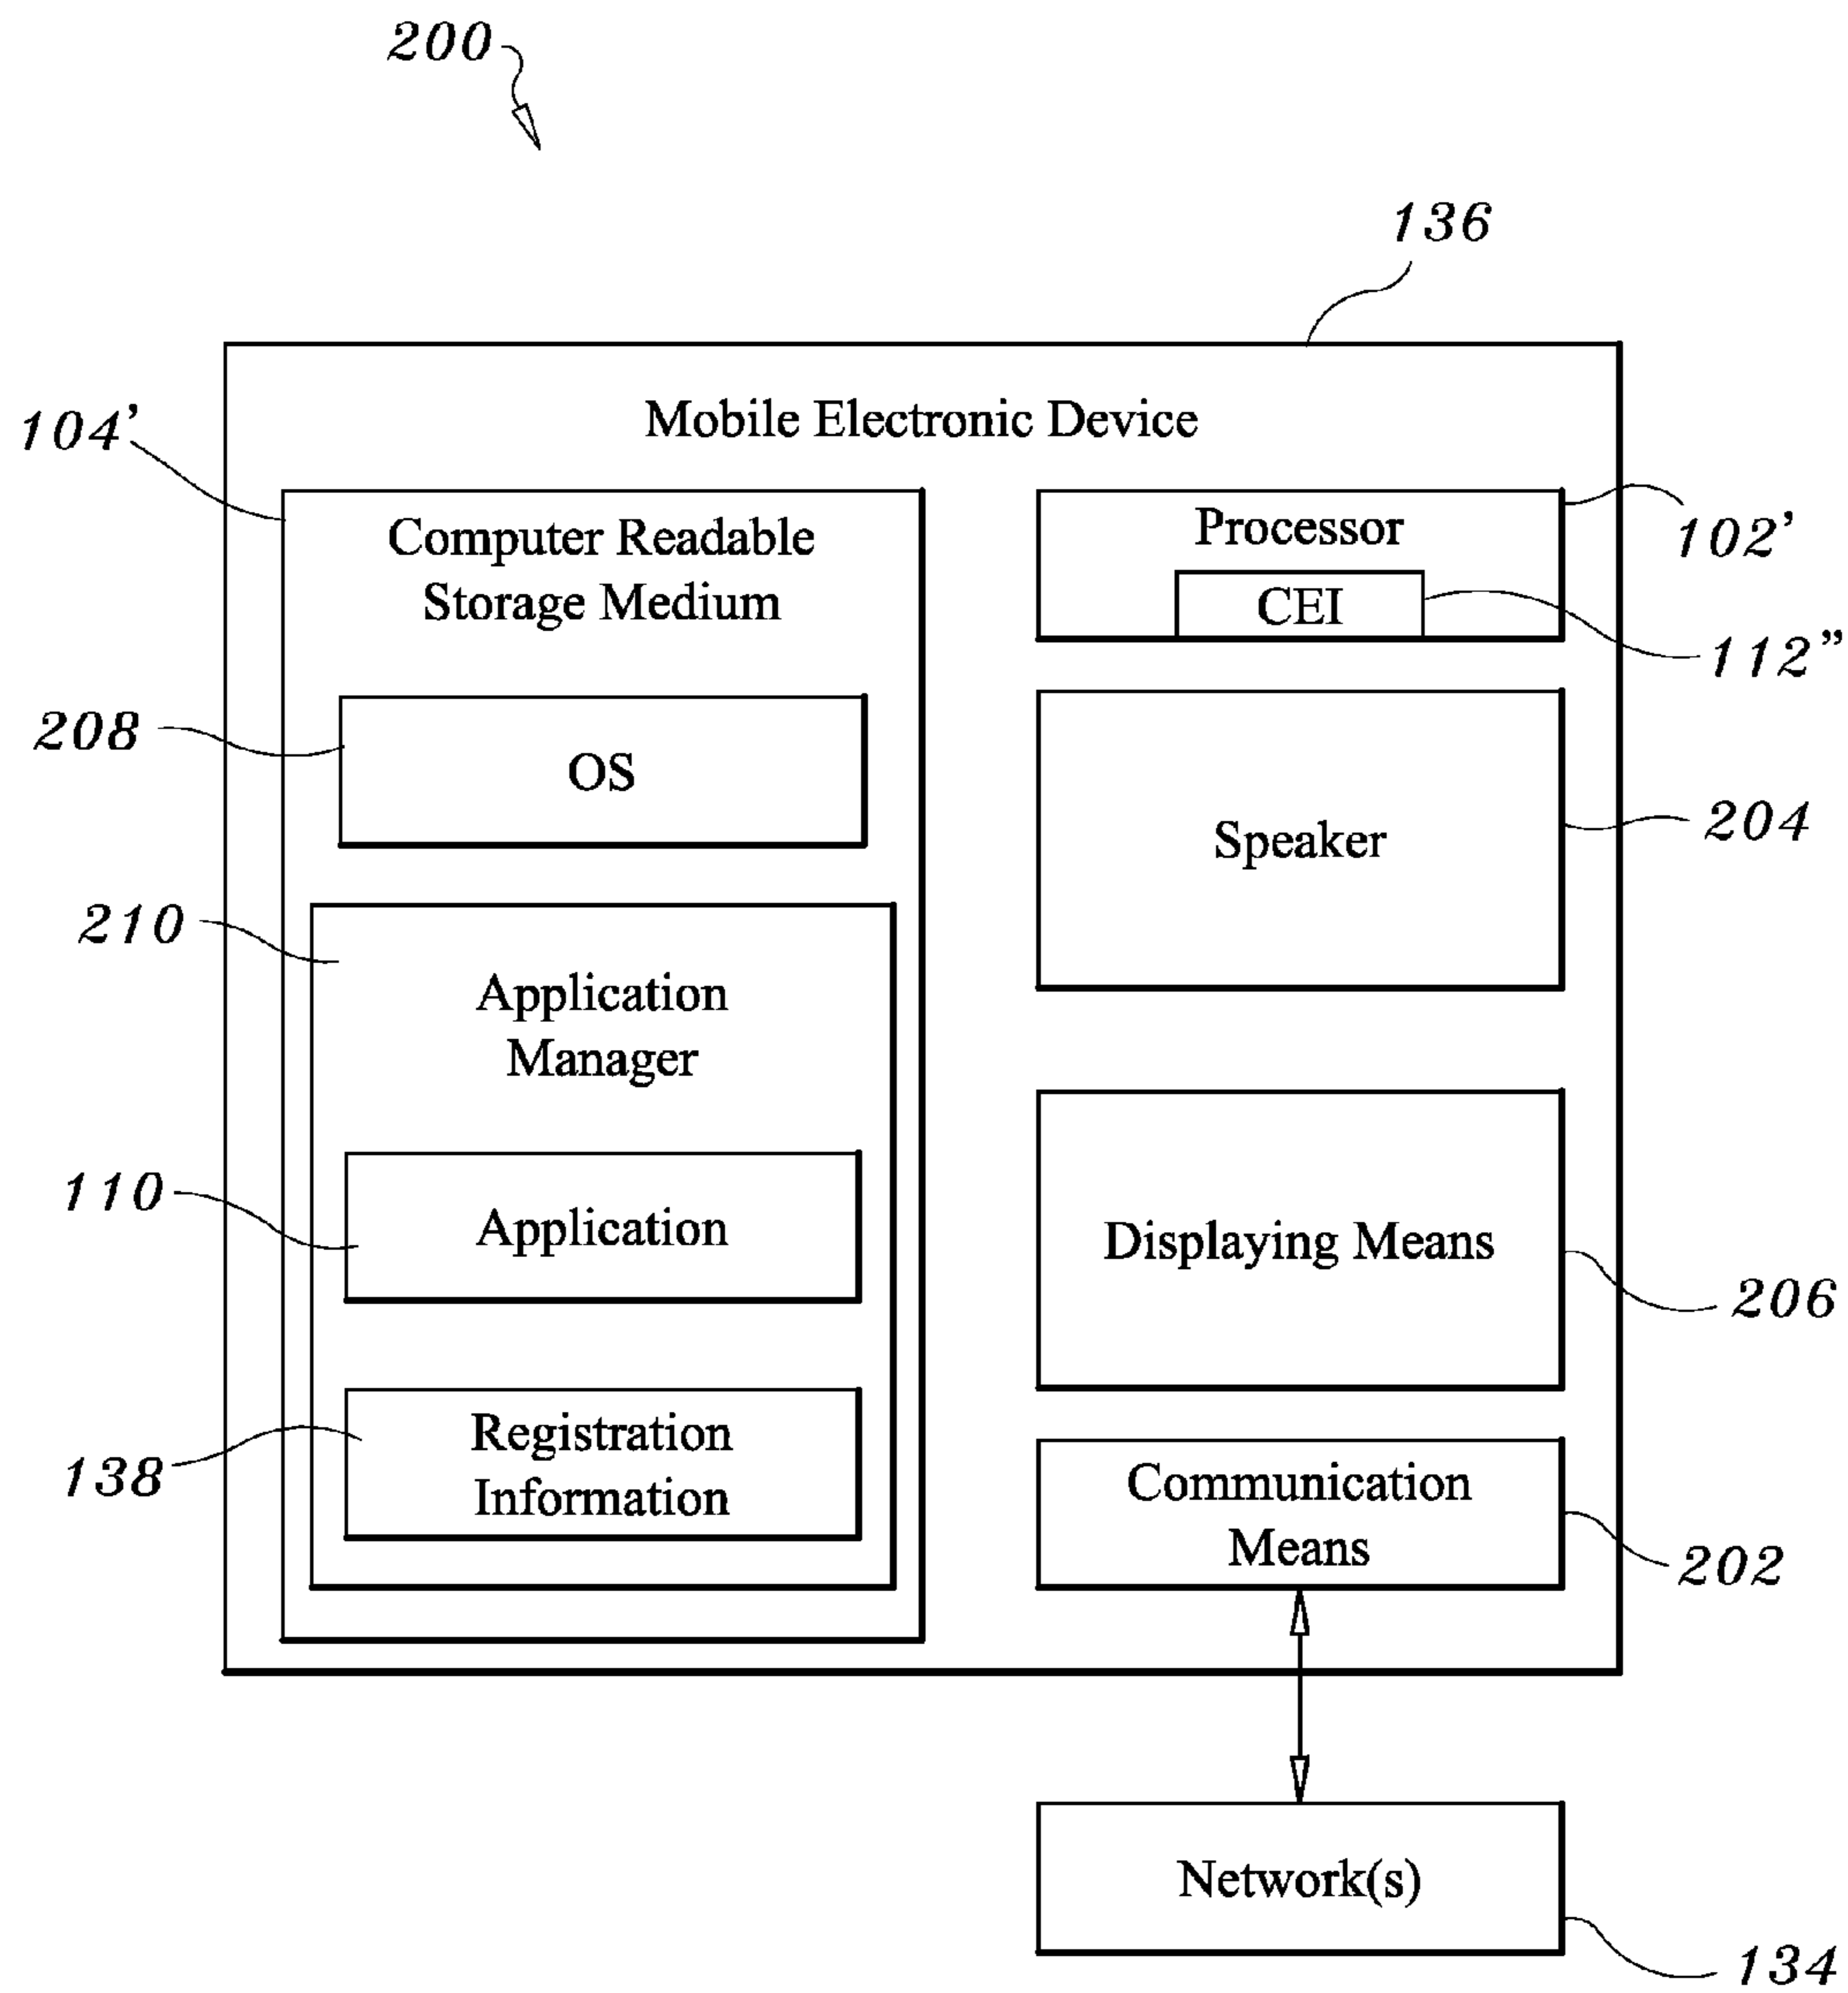 200
136
Mobile Electronic Device
104’
Computer Readable
Storage Medium
Processor
102’
CEI
112”
208
OS
Speaker
204
210
Application
Manager
110
Application
Displaying Means
206
138
Registration
Information
Communication
Means
202
Network(s)
134